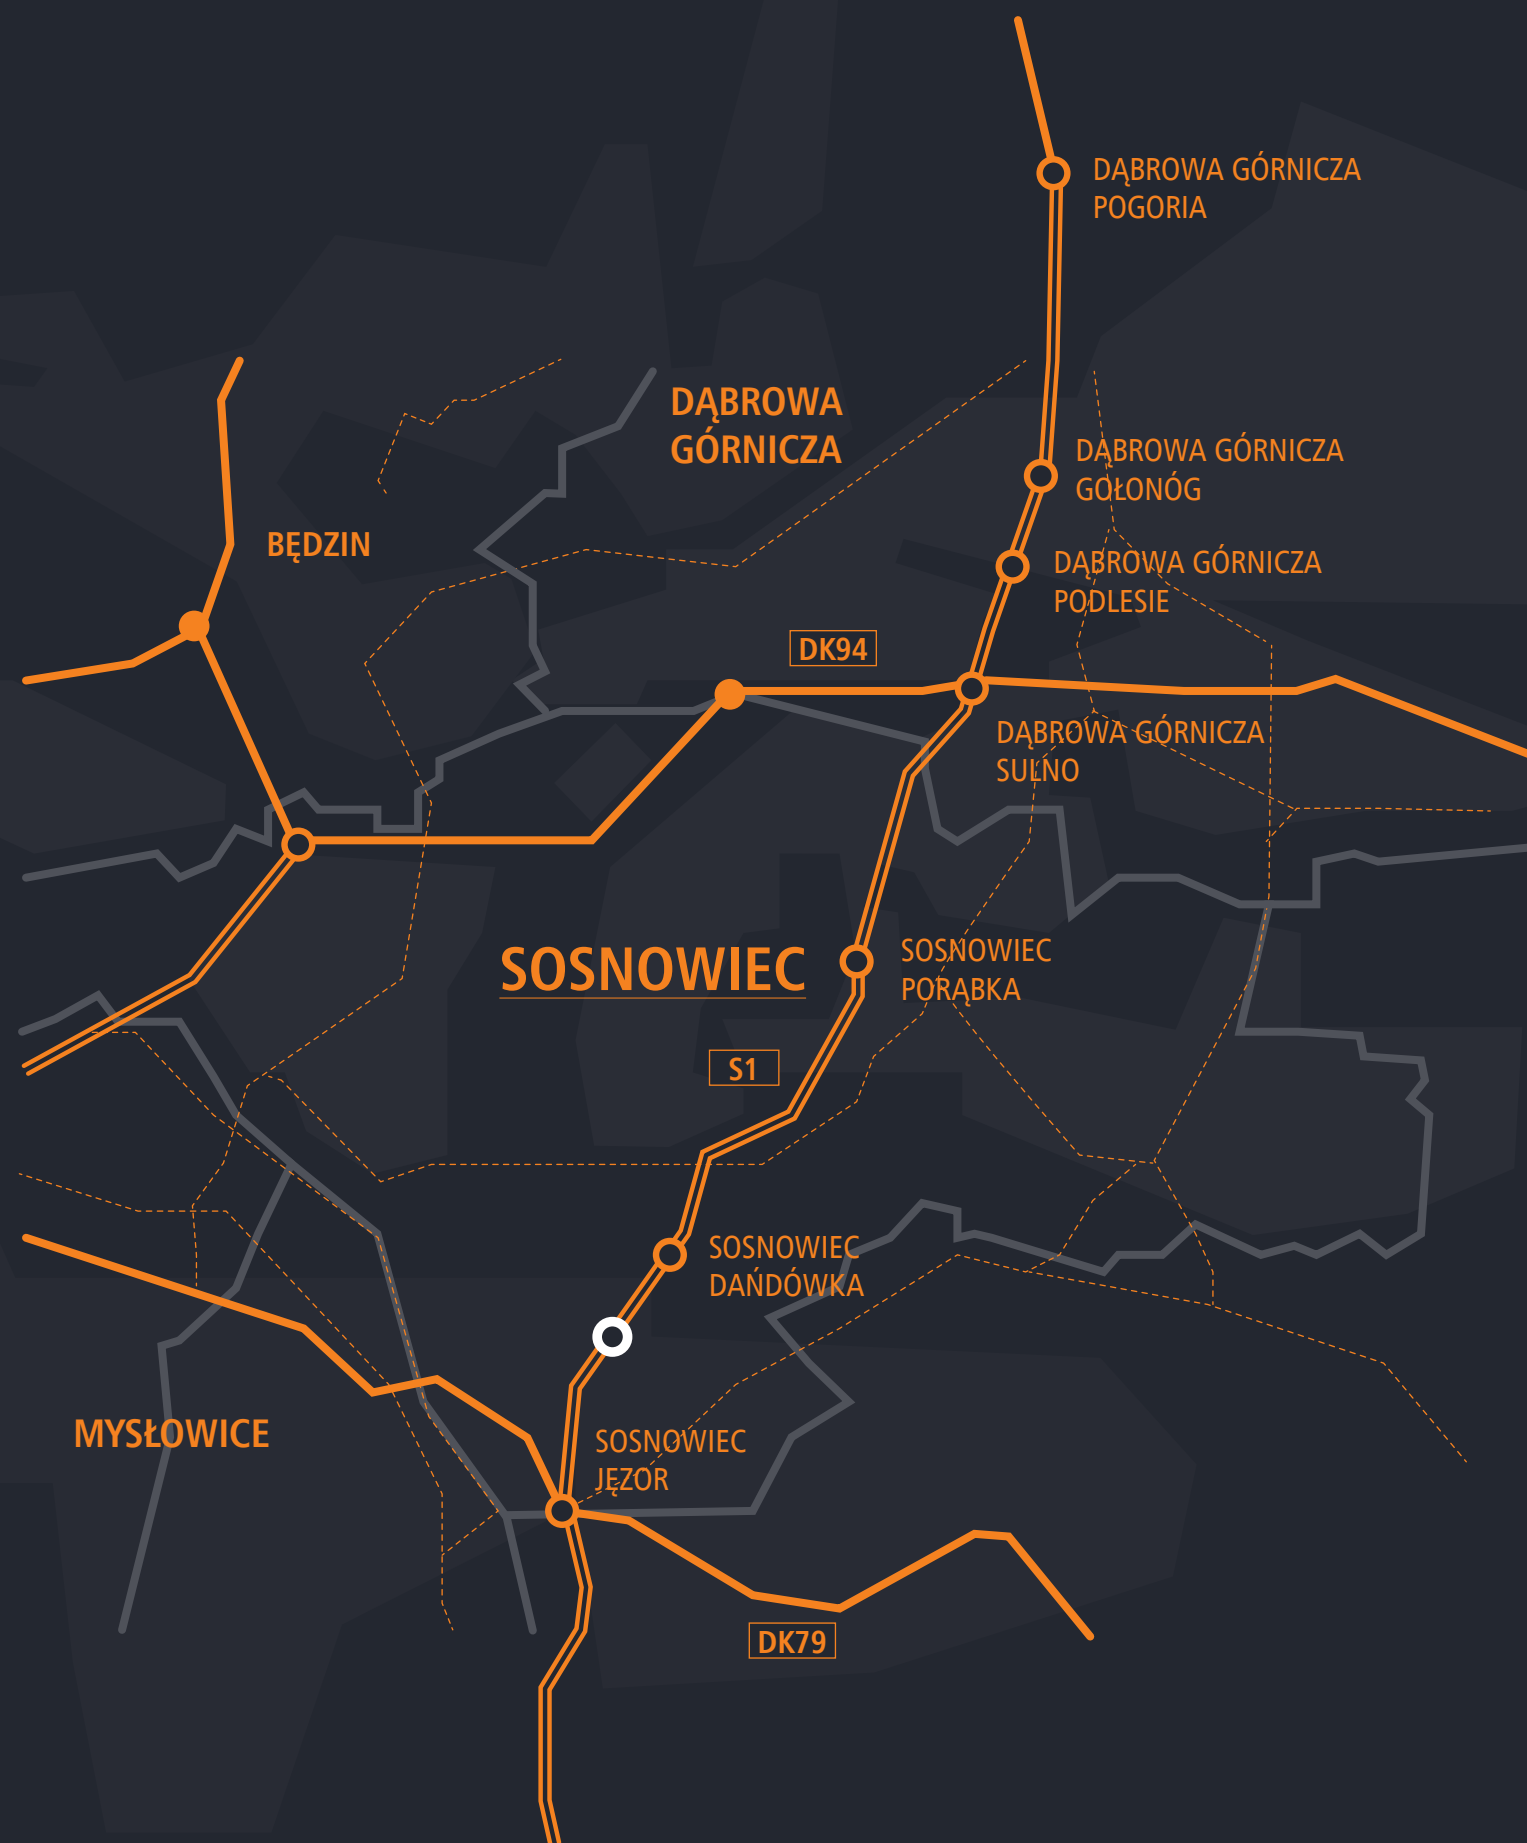 DĄBROWA GÓRNICZA
POGORIA
DĄBROWA
GÓRNICZA
DĄBROWA GÓRNICZA
GOŁONÓG
BĘDZIN
DĄBROWA GÓRNICZA
PODLESIE
DK94
DĄBROWA GÓRNICZA
SULNO
SOSNOWIEC
SOSNOWIEC
PORĄBKA
S1
SOSNOWIEC
DAŃDÓWKA
MYSŁOWICE
SOSNOWIEC
JĘZOR
DK79